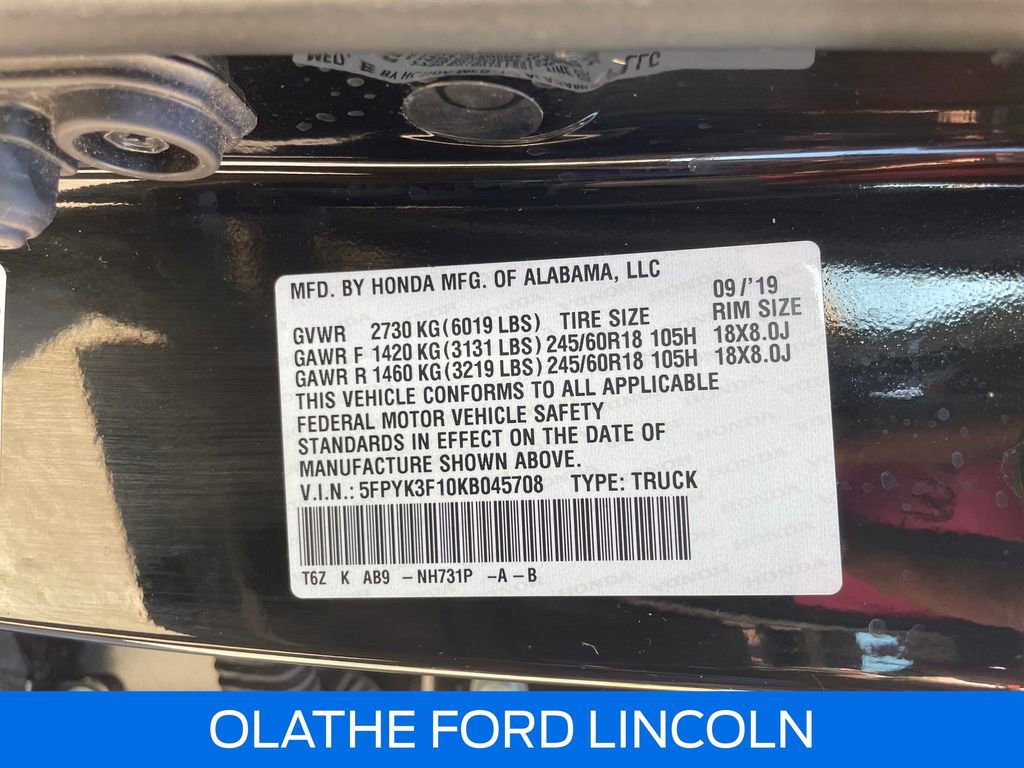 MFD. BY HONDA MFG. OF ALABAMA, LLC 09/'19
GVWR 2730 KG(6019 LBS) TIRE SIZE RIM SIZE
GAWR F 1420 KG(3131 LBS) 245/60R18 105H 18X8.0J
GAWR R 1460 KG(3219 LBS) 245/60R18 105H 18X8.0J
THIS VEHICLE CONFORMS TO ALL APPLICABLE
FEDERAL MOTOR VEHICLE SAFETY
STANDARDS IN EFFECT ON THE DATE OF
MANUFACTURE SHOWN ABOVE.
V.I.N.: 5FPYK3F10KB045708 TYPE: TRUCK
T6Z K AB9 -NH731P -A-B
OLATHE FORD LINCOLN